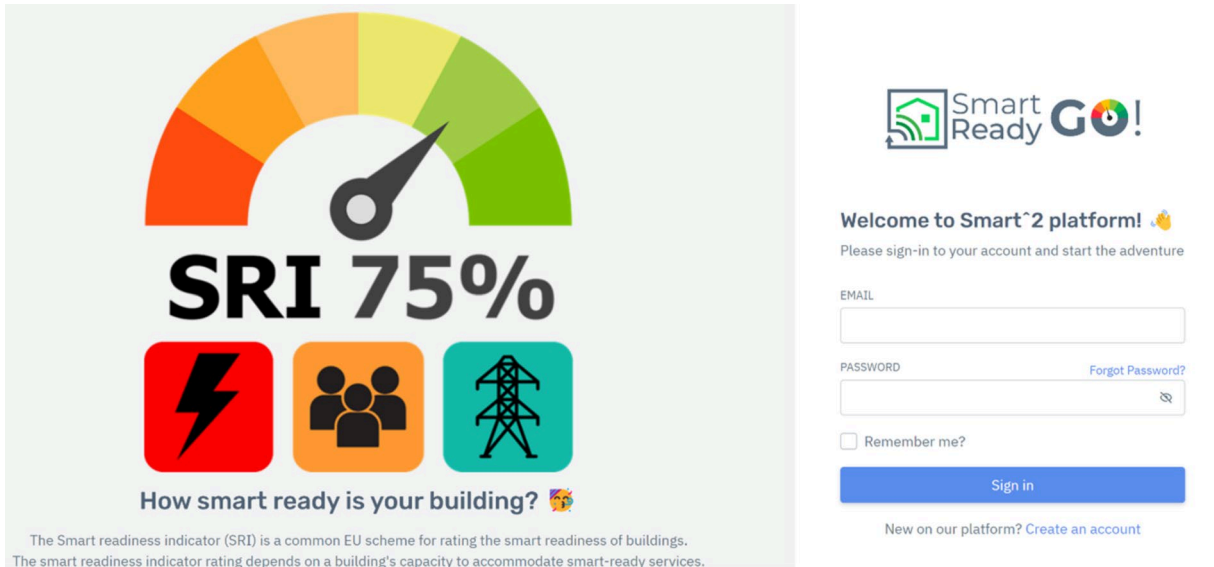 SRI 75%
How smart ready is your building? 🥳
The Smart readiness indicator (SRI) is a common EU scheme for rating the smart readiness of buildings.
The smart readiness indicator rating depends on a building's capacity to accommodate smart-ready services.
Smart
Ready GO!
Welcome to Smart^2 platform! 👋
Please sign-in to your account and start the adventure
EMAIL
PASSWORD Forgot Password?
Remember me?
Sign in
New on our platform? Create an account